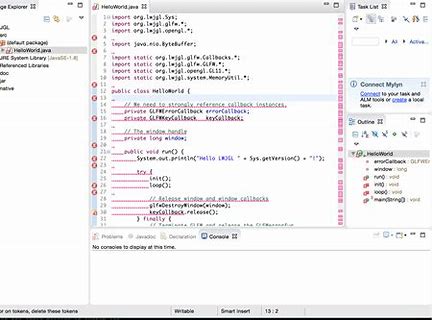 ge Explorer
HelloWorld.java
Task List
JGL
src
(default package)
HelloWorld.java
JRE System Library [JavaSE-1.8]
Referenced Libraries
doc
jar
native
import org.lwjgl.Sys;
import org.lwjgl.glfw.*;
import org.lwjgl.opengl.*;
import java.nio.ByteBuffer;
import static org.lwjgl.glfw.Callbacks.*;
import static org.lwjgl.glfw.GLFW.*;
import static org.lwjgl.opengl.GL11.*;
import static org.lwjgl.system.MemoryUtil.*;
public class HelloWorld {
// We need to strongly reference callback instances.
private GLFWErrorCallback errorCallback;
private GLFWKeyCallback keyCallback;
// The window handle
private long window;
public void run() {
System.out.println("Hello LWJGL " + Sys.getVersion() + "!");
try {
init();
loop();
// Release window and window callbacks
glfwDestroyWindow(window);
keyCallback.release();
} finally {
All
Activate...
Connect Mylyn
Connect to your task and
ALM tools or create a local
task.
Outline
HelloWorld
errorCallback : GLFWEr
window : long
run() : void
init() : void
loop() : void
main(String[])
Problems
Javadoc
Declaration
Console
No consoles to display at this time.
or on tokens, delete these tokens
Writable
Smart Insert
13 : 2